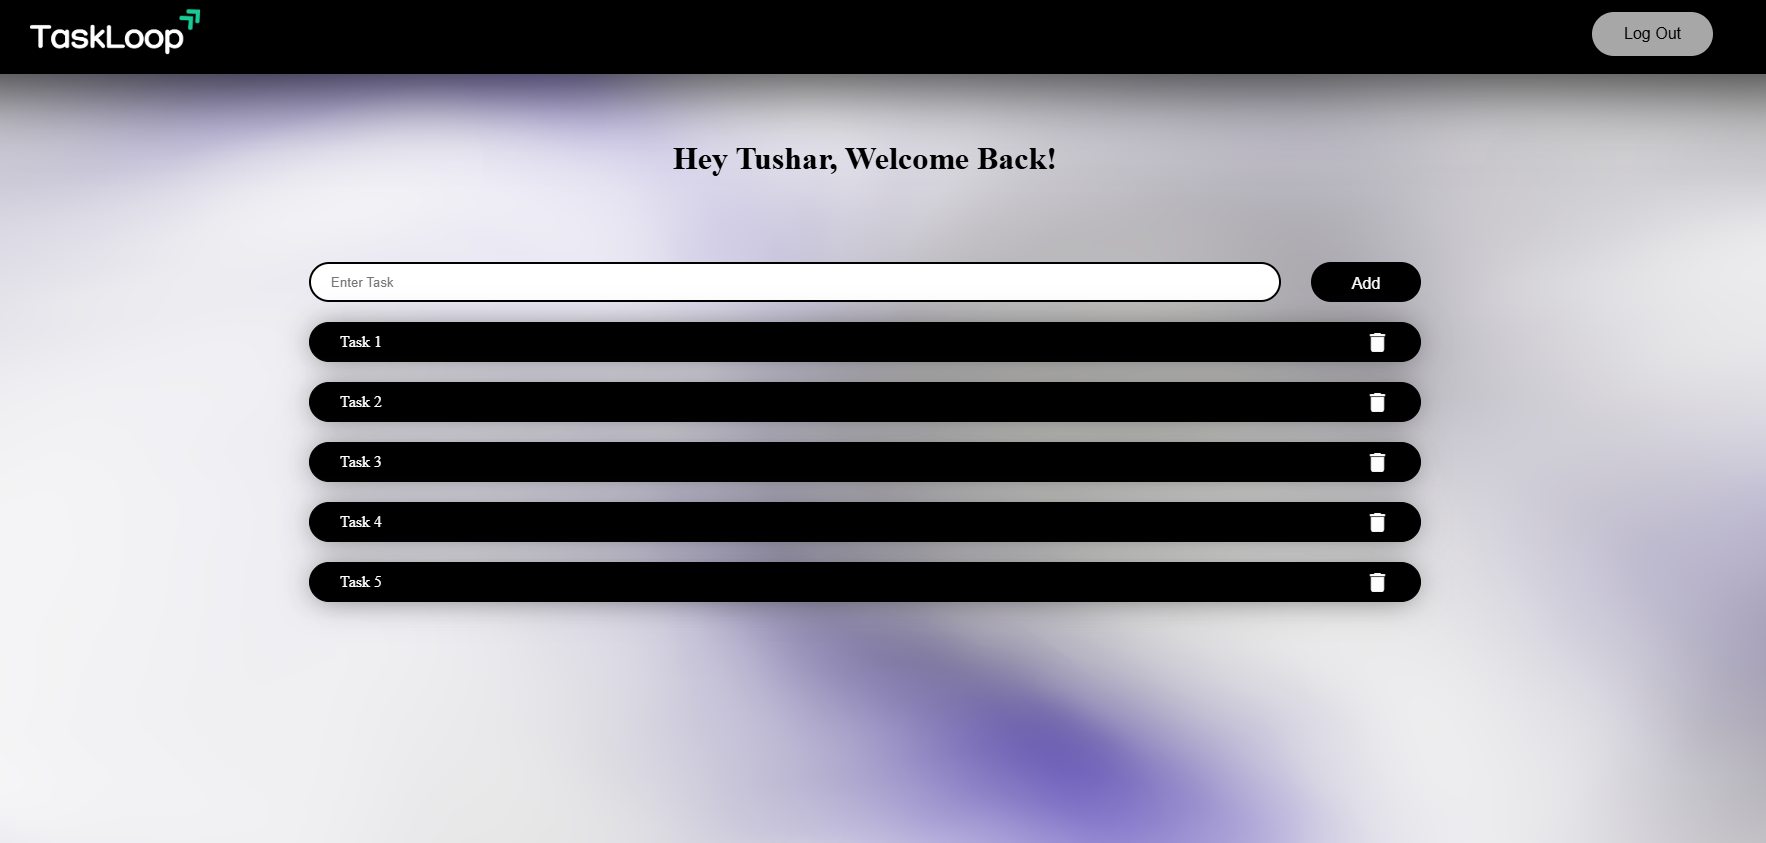 TaskLoop
Log Out
Hey Tushar, Welcome Back!
Enter Task
Add
Task 1
Task 2
Task 3
Task 4
Task 5